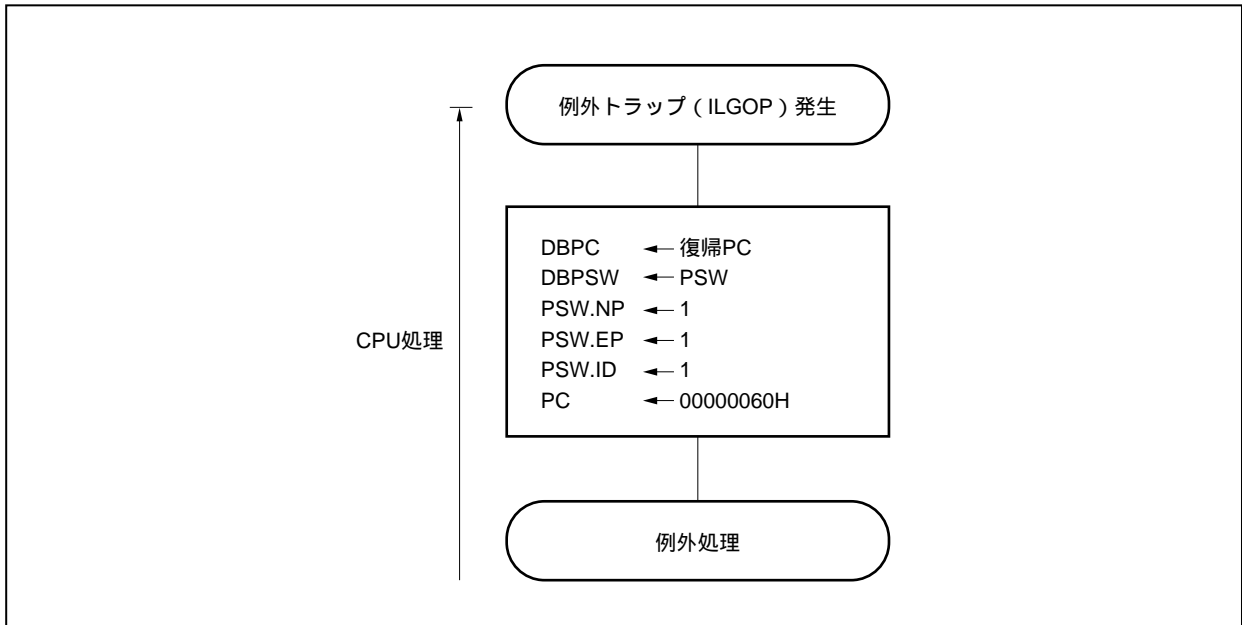 例外トラップ（ILGOP）発生
DBPC ← 復帰PC
DBPSW ← PSW
PSW.NP ← 1
PSW.EP ← 1
PSW.ID ← 1
PC ← 00000060H
CPU処理
例外処理